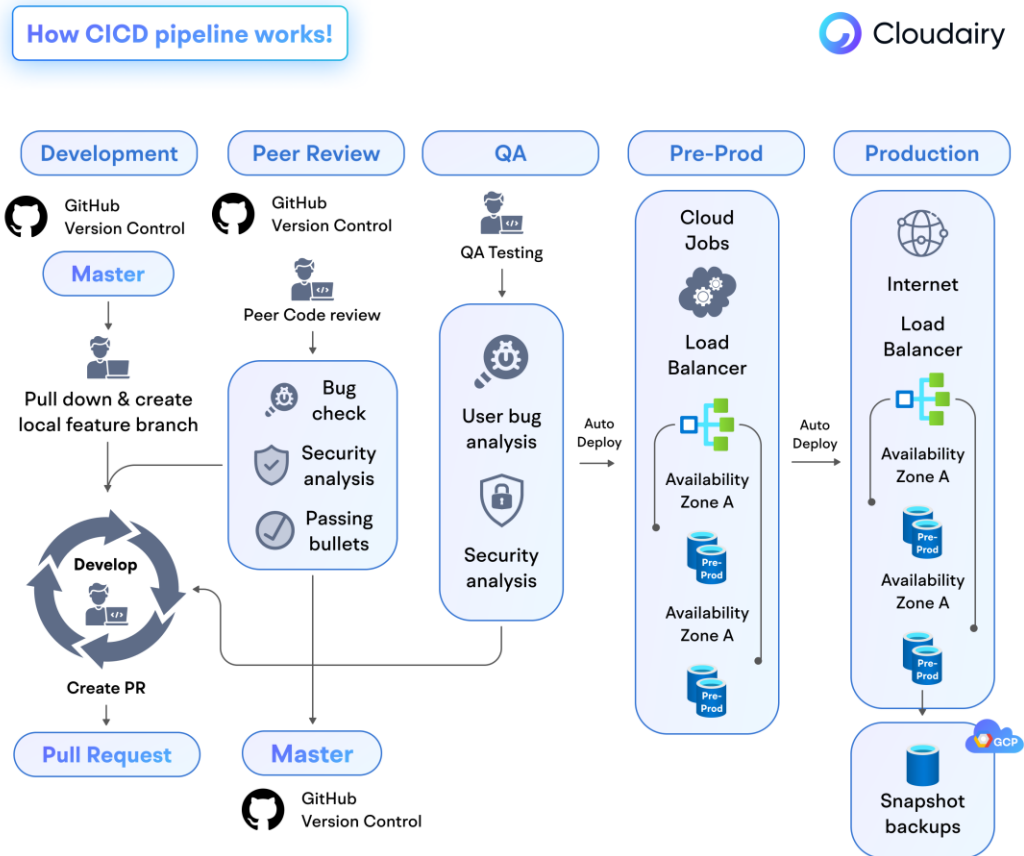 How CICD pipeline works!
Cloudairy
Development
GitHub
Version Control
Master
Pull down & create
local feature branch
Develop
Create PR
Pull Request
Peer Review
GitHub
Version Control
Peer Code review
Bug
check
Security
analysis
Passing
bullets
Master
GitHub
Version Control
QA
QA Testing
User bug
analysis
Security
analysis
Auto
Deploy
Pre-Prod
Cloud
Jobs
Load
Balancer
Availability
Zone A
Pre-
Prod
Availability
Zone A
Pre-
Prod
Auto
Deploy
Production
Internet
Load
Balancer
Availability
Zone A
Pre-
Prod
Availability
Zone A
Pre-
Prod
GCP
Snapshot
backups